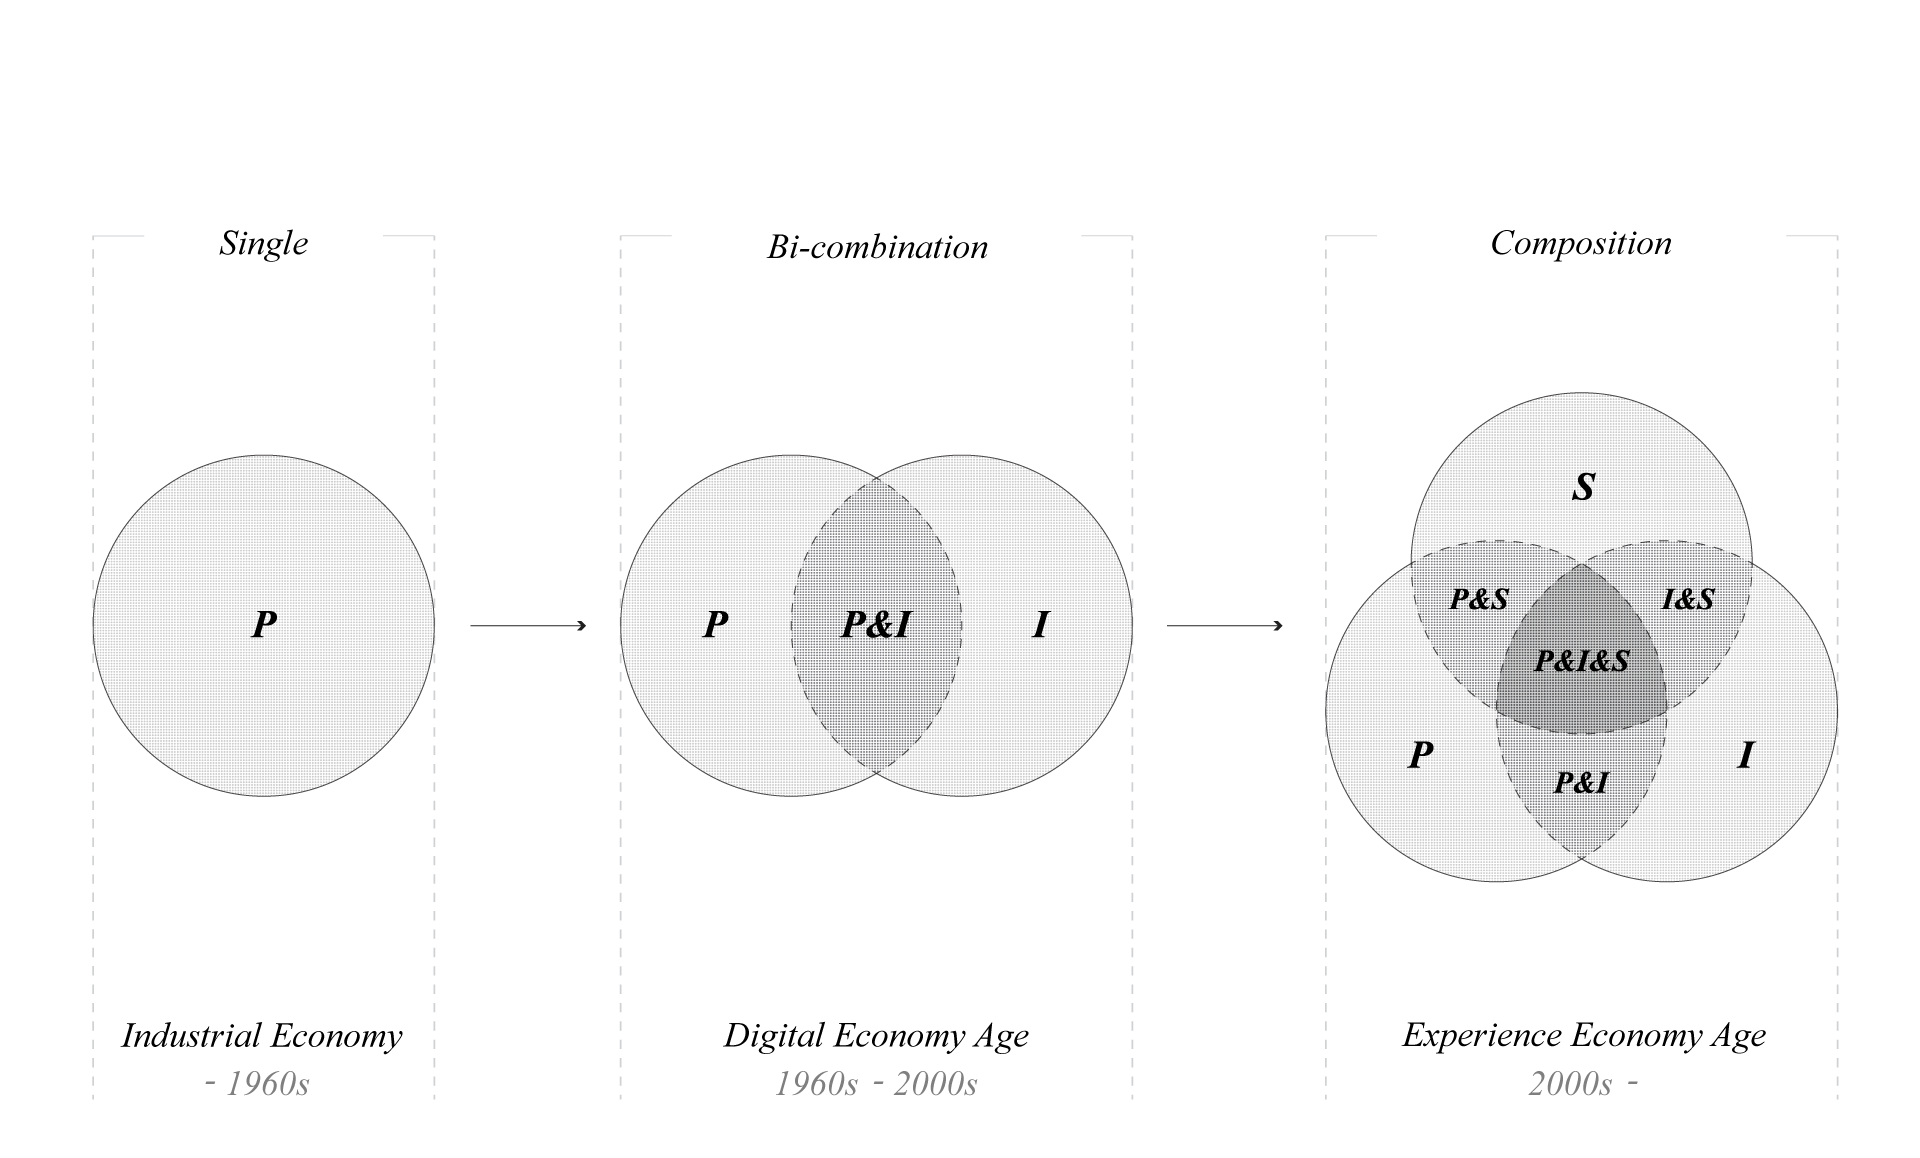 Single
P
Industrial Economy
- 1960s
Bi-combination
P P&I I
Digital Economy Age
1960s - 2000s
Composition
S
P&S I&S
P&I&S
P I
P&I
Experience Economy Age
2000s -